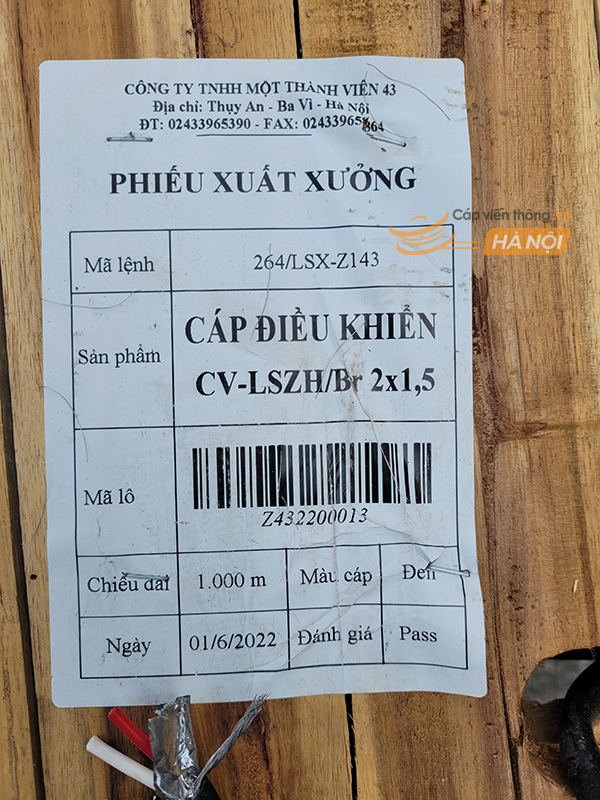 CÔNG TY TNHH MỘT THÀNH VIÊN 43
Địa chỉ: Thụy An - Ba Vì - Hà Nội
ĐT: 02433965390 - FAX: 02433965864
PHIẾU XUẤT XƯỞNG
Cáp viễn thông
HÀ NỘI
Mã lệnh 264/LSX-Z143
Sản phẩm CÁP ĐIỀU KHIỂN
CV-LSZH/Br 2x1,5
Mã lô
Z432200013
Chiều dài 1.000 m Màu cáp Đen
Ngày 01/6/2022 Đánh giá Pass